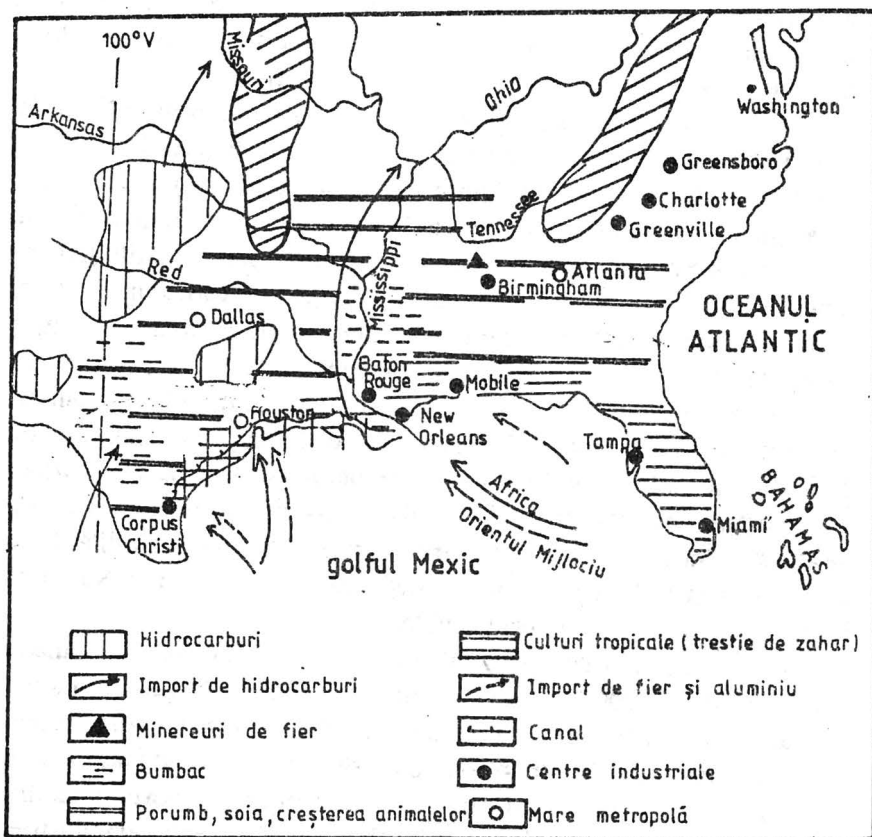 100°V
Missouri
Arkansas
Ohio
Washington
Greensboro
Charlotte
Greenville
Tennessee
Mississippi
Red
Atlanta
Birmingham
Dallas
OCEANUL
ATLANTIC
Baton
Rouge
Mobile
Houston
New
Orleans
Tampa
Africa
Orientul Mijlociu
Miami
BAHAMAS
Corpus
Christi
golful Mexic
Hidrocarburi
Culturi tropicale (trestie de zahar)
Import de hidrocarburi
Import de fier și aluminiu
Minereuri de fier
Canal
Bumbac
Centre industriale
Porumb, soia, creșterea animalelor
Mare metropolă